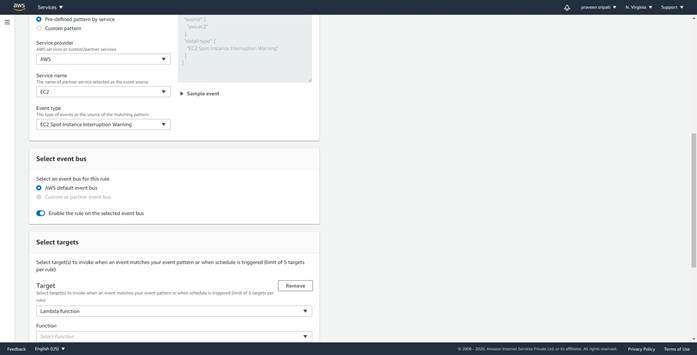 aws
Services
praveen sripati
N. Virginia
Support
Pre-defined pattern by service
Custom pattern
Service provider
AWS services or custom/partner services
AWS
Service name
The name of partner service selected as the event source
EC2
Event type
The type of events as the source of the matching pattern
EC2 Spot Instance Interruption Warning
"source": [
"aws.ec2"
],
"detail-type": [
"EC2 Spot Instance Interruption Warning"
]
}
Sample event
Select event bus
Select an event bus for this rule.
AWS default event bus
Custom or partner event bus
Enable the rule on the selected event bus
Select targets
Select target(s) to invoke when an event matches your event pattern or when schedule is triggered (limit of 5 targets
per rule)
Target
Remove
Select target(s) to invoke when an event matches your event pattern or when schedule is triggered (limit of 5 targets per
rule)
Lambda function
Function
Select function
Feedback
English (US)
© 2008 - 2020, Amazon Internet Services Private Ltd. or its affiliates. All rights reserved.
Privacy Policy
Terms of Use